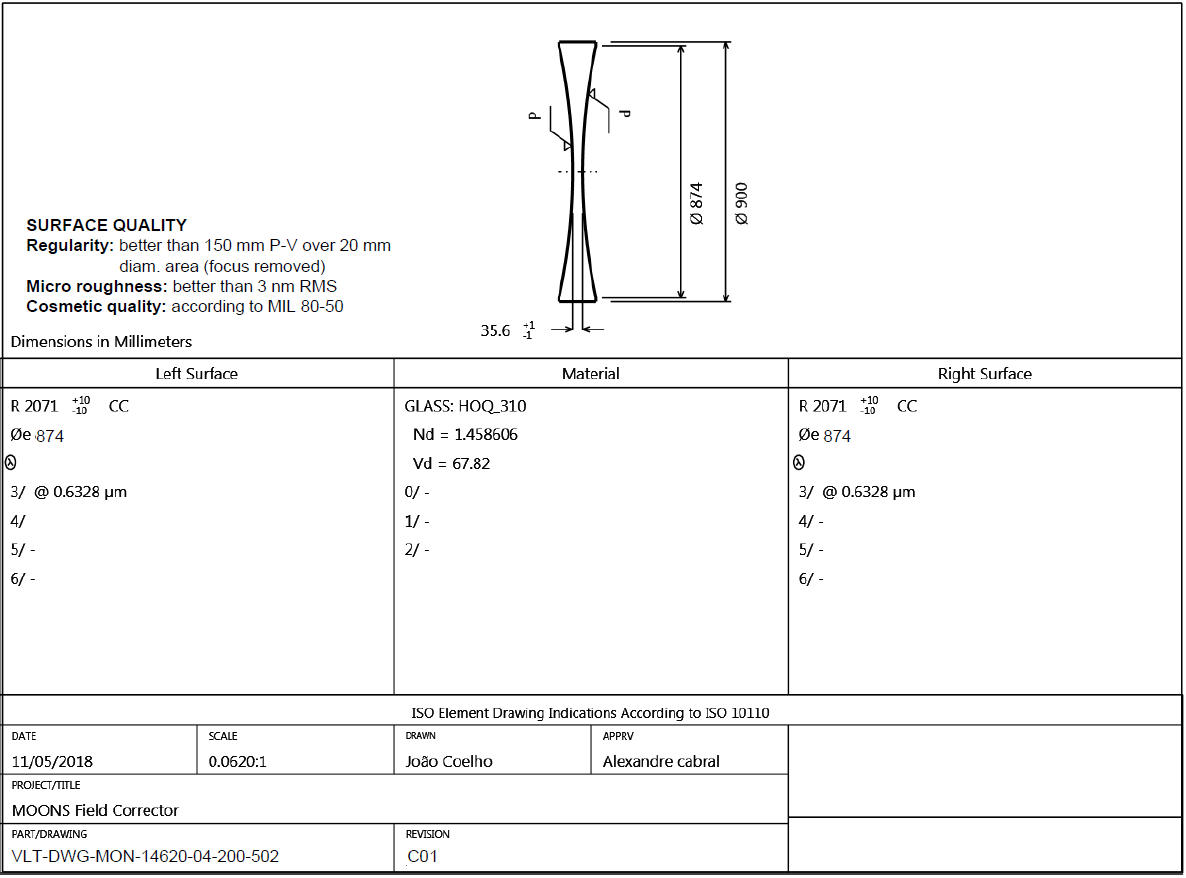 P
P
Ø 874
Ø 900
SURFACE QUALITY
Regularity: better than 150 mm P-V over 20 mm
diam. area (focus removed)
Micro roughness: better than 3 nm RMS
Cosmetic quality: according to MIL 80-50
35.6 +1 -1
Dimensions in Millimeters
Left Surface
Material
Right Surface
R 2071 +10 -10 CC
Øe 874
λ
3/ @ 0.6328 µm
4/
5/ -
6/ -
GLASS: HOQ_310
Nd = 1.458606
Vd = 67.82
0/ -
1/ -
2/ -
R 2071 +10 -10 CC
Øe 874
λ
3/ @ 0.6328 µm
4/ -
5/ -
6/ -
ISO Element Drawing Indications According to ISO 10110
DATE
11/05/2018
SCALE
0.0620:1
DRAWN
João Coelho
APPRV
Alexandre cabral
PROJECT/TITLE
MOONS Field Corrector
PART/DRAWING
VLT-DWG-MON-14620-04-200-502
REVISION
C01